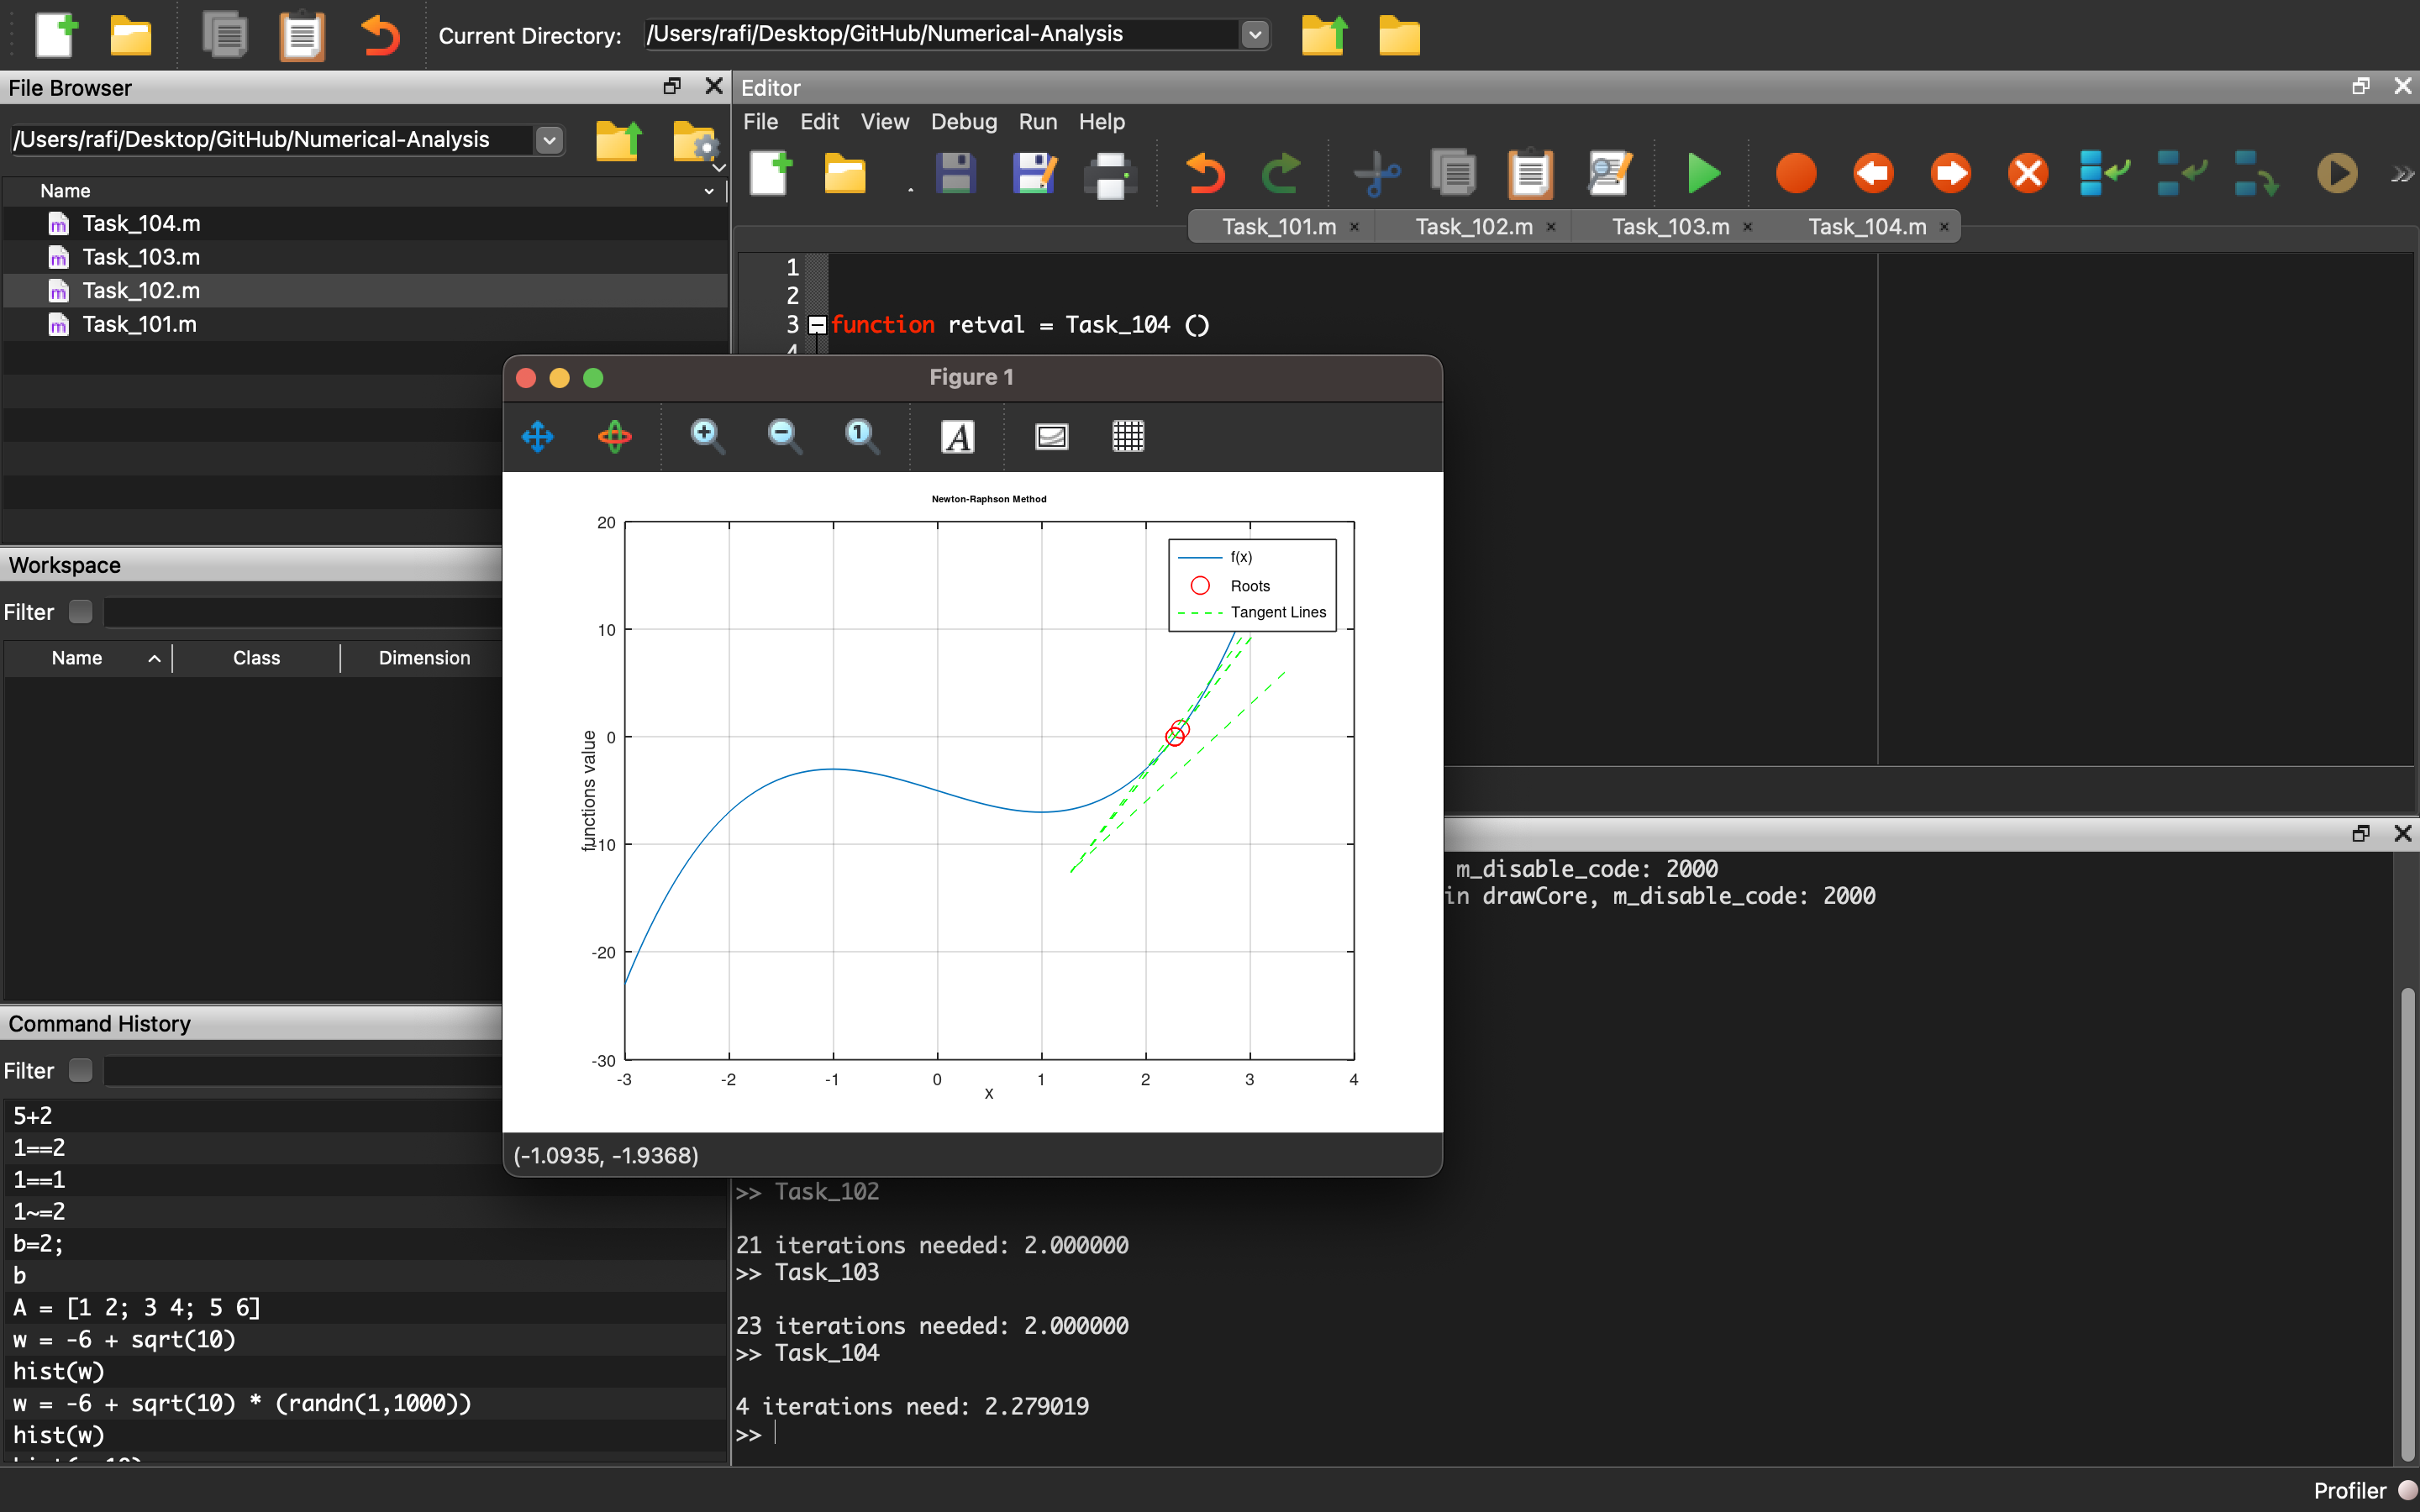 Current Directory: /Users/rafi/Desktop/GitHub/Numerical-Analysis
File Browser
/Users/rafi/Desktop/GitHub/Numerical-Analysis
Name
Task_104.m
Task_103.m
Task_102.m
Task_101.m
Workspace
Filter
Name Class Dimension
Command History
Filter
5+2
1==2
1==1
1~=2
b=2;
b
A = [1 2; 3 4; 5 6]
w = -6 + sqrt(10)
hist(w)
w = -6 + sqrt(10) * (randn(1,1000))
hist(w)
Editor
File Edit View Debug Run Help
Task_101.m Task_102.m Task_103.m Task_104.m
1
2
3 function retval = Task_104 ()
4
Figure 1
1 A
Newton-Raphson Method
f(x)
Roots
Tangent Lines
functions value
20
10
0
-10
-20
-30
-3 -2 -1 0 1 2 3 4
x
(-1.0935, -1.9368)
m_disable_code: 2000
in drawCore, m_disable_code: 2000
>> Task_102
21 iterations needed: 2.000000
>> Task_103
23 iterations needed: 2.000000
>> Task_104
4 iterations need: 2.279019
>>
Profiler